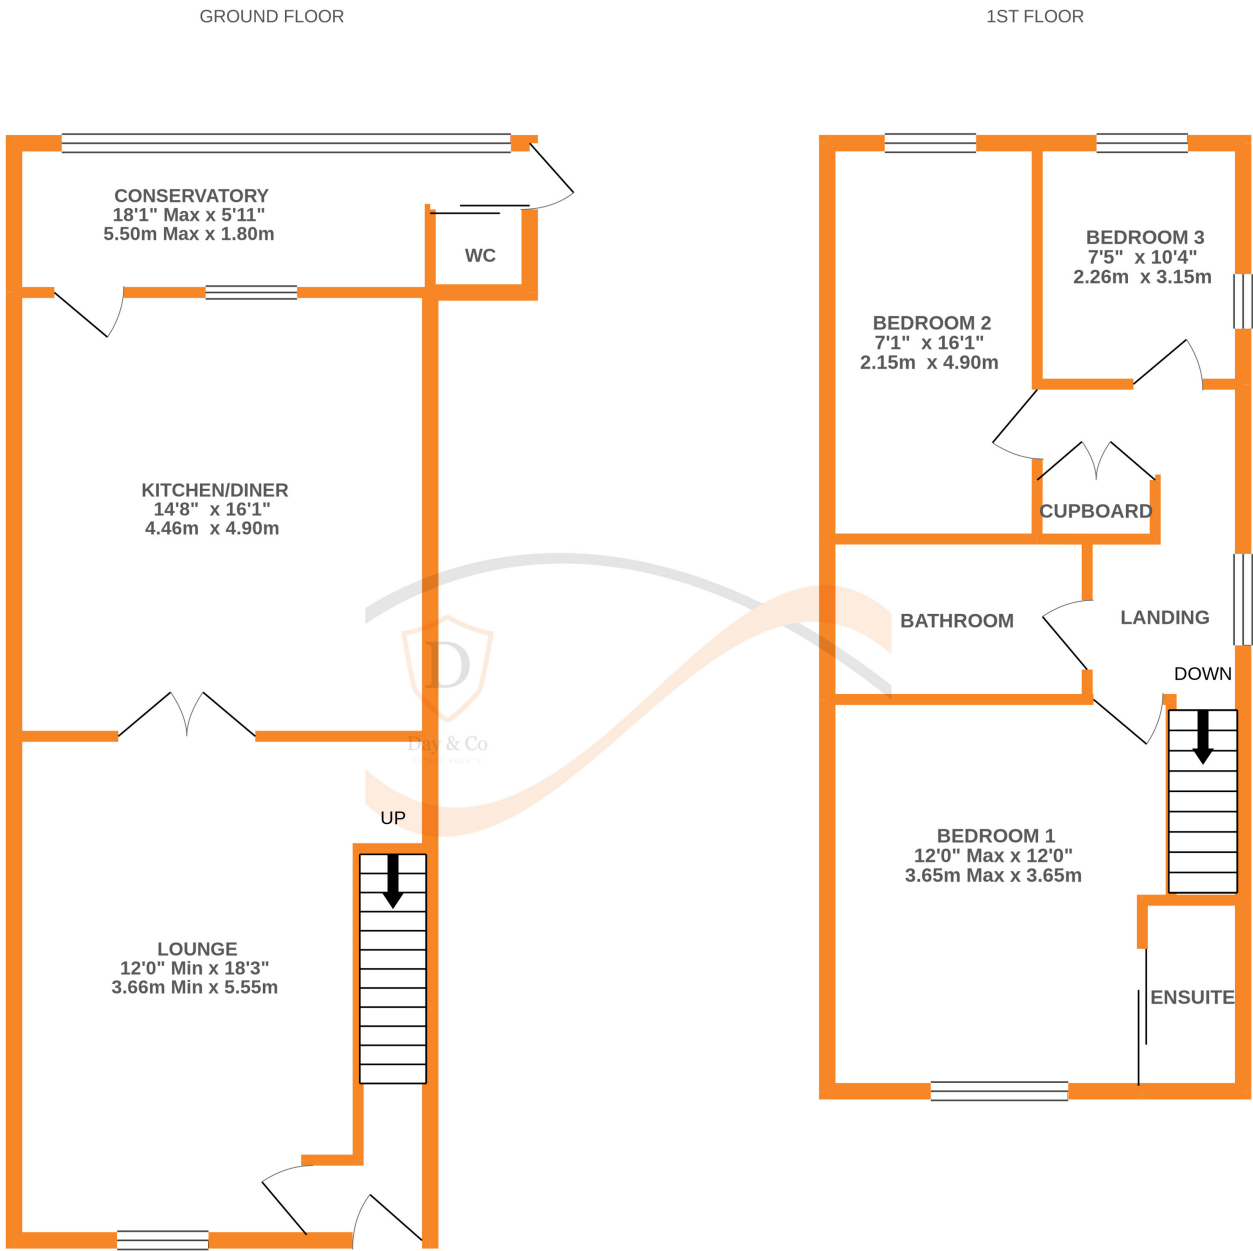 GROUND FLOOR
CONSERVATORY
18'1" Max x 5'11"
5.50m Max x 1.80m
WC
KITCHEN/DINER
14'8"  x 16'1"
4.46m  x 4.90m
UP
LOUNGE
12'0" Min x 18'3"
3.66m Min x 5.55m
D
Day & Co
ESTATE AGENTS
1ST FLOOR
BEDROOM 3
7'5"  x 10'4"
2.26m  x 3.15m
BEDROOM 2
7'1"  x 16'1"
2.15m  x 4.90m
CUPBOARD
BATHROOM
LANDING
DOWN
BEDROOM 1
12'0" Max x 12'0"
3.65m Max x 3.65m
ENSUITE